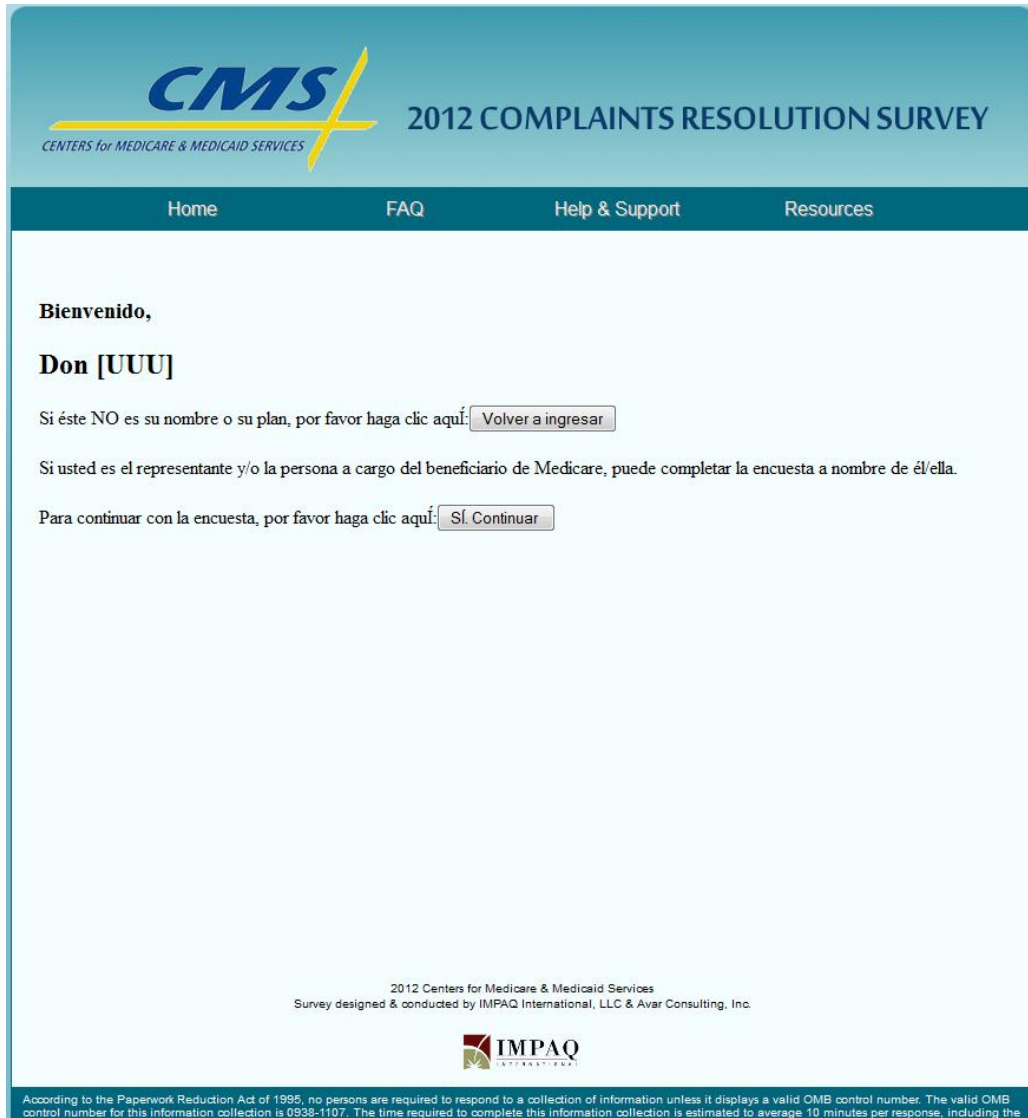 CMS
CENTERS for MEDICARE & MEDICAID SERVICES
2012 COMPLAINTS RESOLUTION SURVEY
Home FAQ Help & Support Resources
Bienvenido,
Don [UUU]
Si éste NO es su nombre o su plan, por favor haga clic aquÍ: Volver a ingresar
Si usted es el representante y/o la persona a cargo del beneficiario de Medicare, puede completar la encuesta a nombre de él/ella.
Para continuar con la encuesta, por favor haga clic aquÍ: SÍ. Continuar
2012 Centers for Medicare & Medicaid Services
Survey designed & conducted by IMPAQ International, LLC & Avar Consulting, Inc.
IMPAQ
INTERNATIONAL
According to the Paperwork Reduction Act of 1995, no persons are required to respond to a collection of information unless it displays a valid OMB control number. The valid OMB
control number for this information collection is 0938-1107. The time required to complete this information collection is estimated to average 10 minutes per response, including the